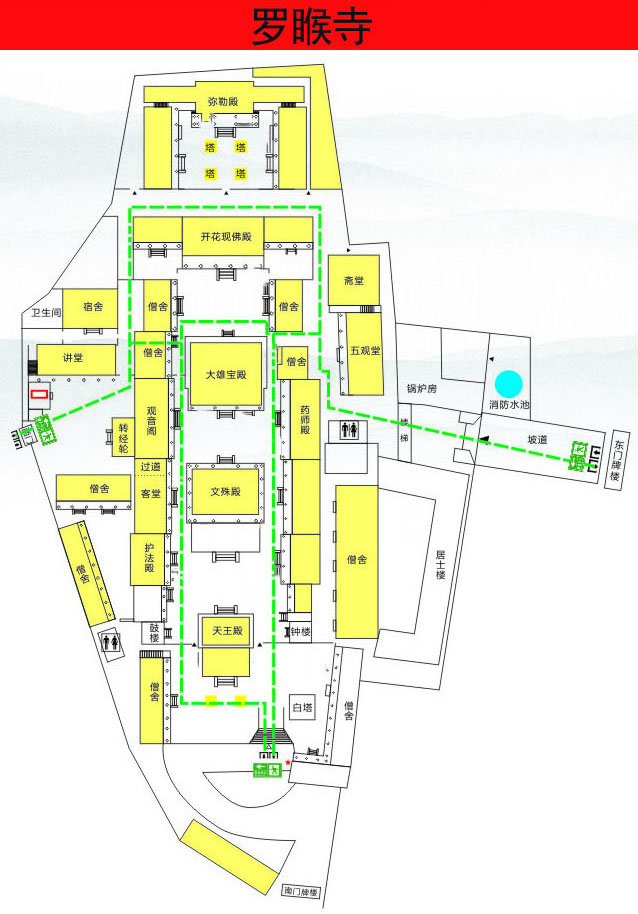 罗睺寺
弥勒殿
塔
塔
塔
塔
开花现佛殿
斋堂
卫生间
宿舍
僧舍
僧舍
讲堂
僧舍
大雄宝殿
僧舍
五观堂
锅炉房
消防水池
转经轮
观音阁
药师殿
楼梯
坡道
东门牌楼
过道
僧舍
客堂
文殊殿
僧舍
居士楼
僧舍
护法殿
鼓楼
天王殿
钟楼
僧舍
白塔
僧舍
南门牌楼